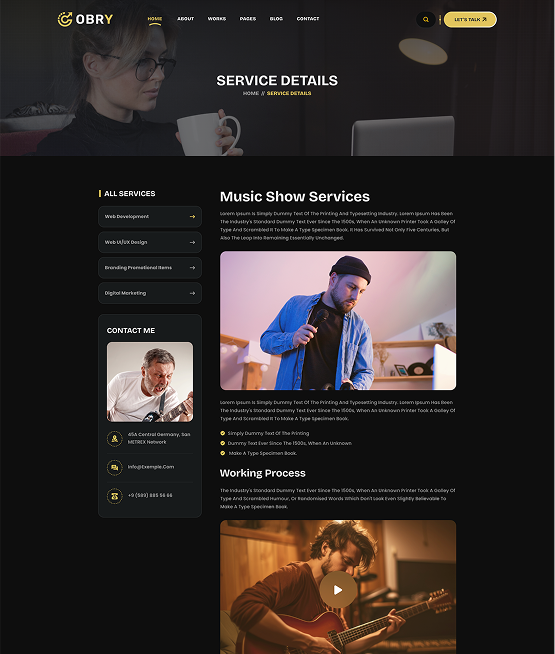 OBRY
HOME
ABOUT
WORKS
PAGES
BLOG
CONTACT
LET'S TALK
SERVICE DETAILS
HOME // SERVICE DETAILS
ALL SERVICES
Web Development
Web UI/UX Design
Branding Promotional Items
Digital Marketing
CONTACT ME
45A Central Germany, San
METREX Network
Info@Exemple.Com
+9 (589) 885 56 66
Music Show Services
Lorem Ipsum Is Simply Dummy Text Of The Printing And Typesetting Industry. Lorem Ipsum Has Been
The Industry's Standard Dummy Text Ever Since The 1500s, When An Unknown Printer Took A Galley Of
Type And Scrambled It To Make A Type Specimen Book. It Has Survived Not Only Five Centuries, But
Also The Leap Into Remaining Essentially Unchanged.
Lorem Ipsum Is Simply Dummy Text Of The Printing And Typesetting Industry. Lorem Ipsum Has Been
The Industry's Standard Dummy Text Ever Since The 1500s, When An Unknown Printer Took A Galley Of
Type And Scrambled It To Make A Type Specimen Book.
Simply Dummy Text Of The Printing
Dummy Text Ever Since The 1500s, When An Unknown
Make A Type Specimen Book.
Working Process
The Industry's Standard Dummy Text Ever Since The 1500s, When An Unknown Printer Took A Galley Of
Type And Scrambled Humour, Or Randomised Words Which Don't Look Even Slightly Believable To
Make A Type Specimen Book.